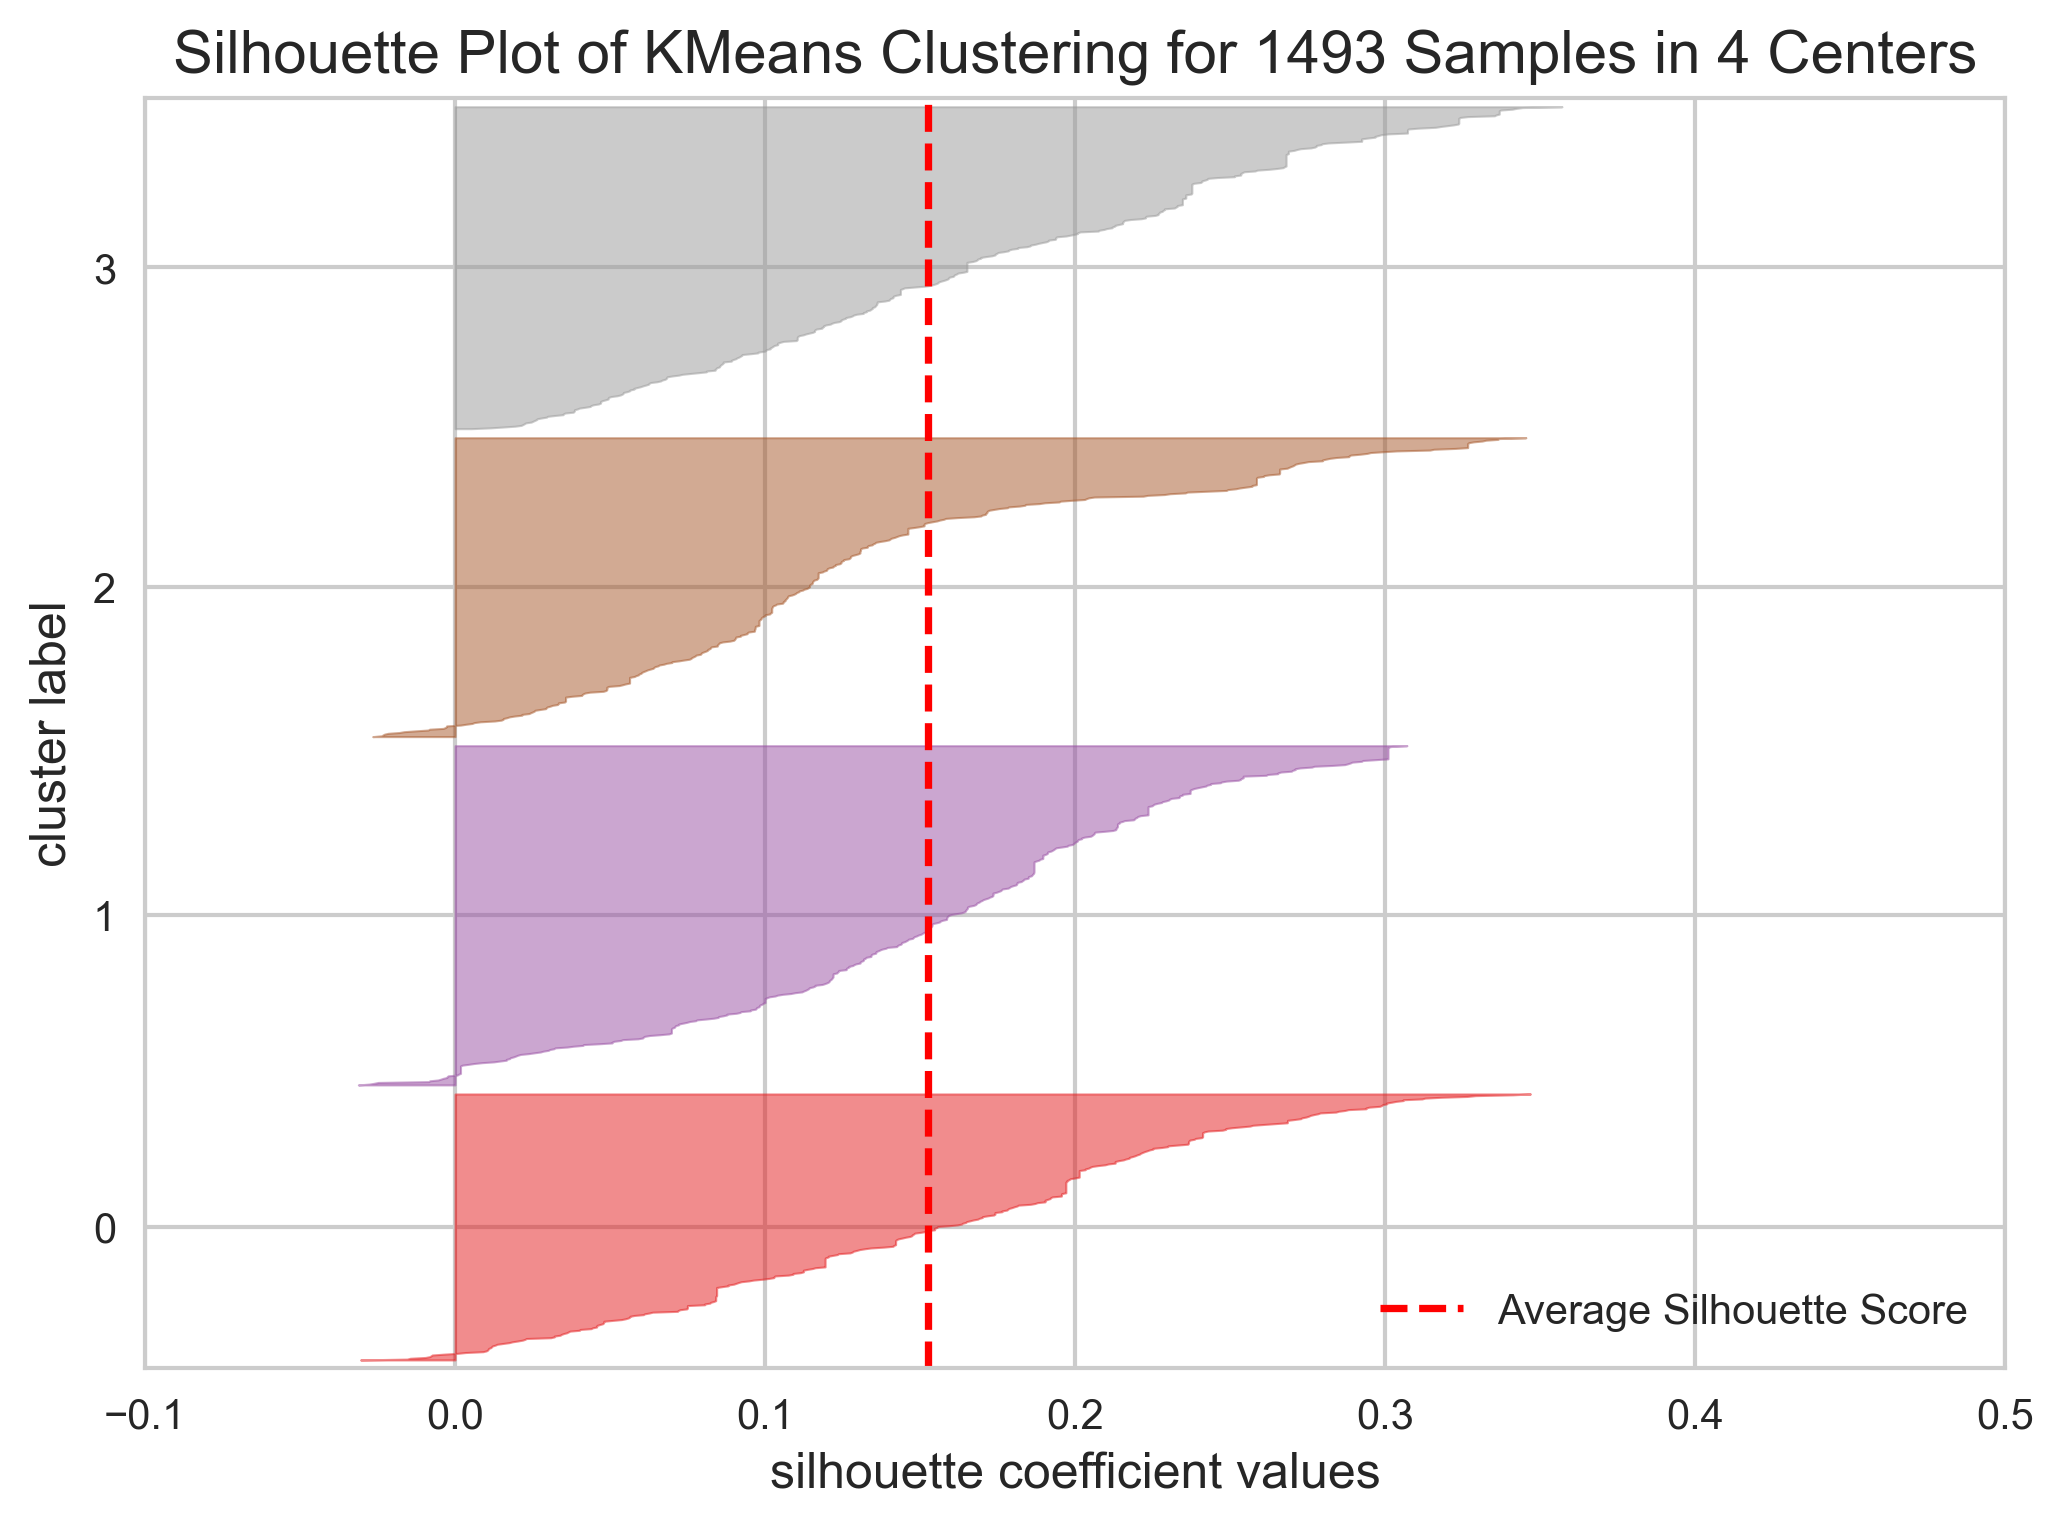 Silhouette Plot of KMeans Clustering for 1493 Samples in 4 Centers
3
2
1
0
cluster label
Average Silhouette Score
−0.1 0.0 0.1 0.2 0.3 0.4 0.5
silhouette coefficient values